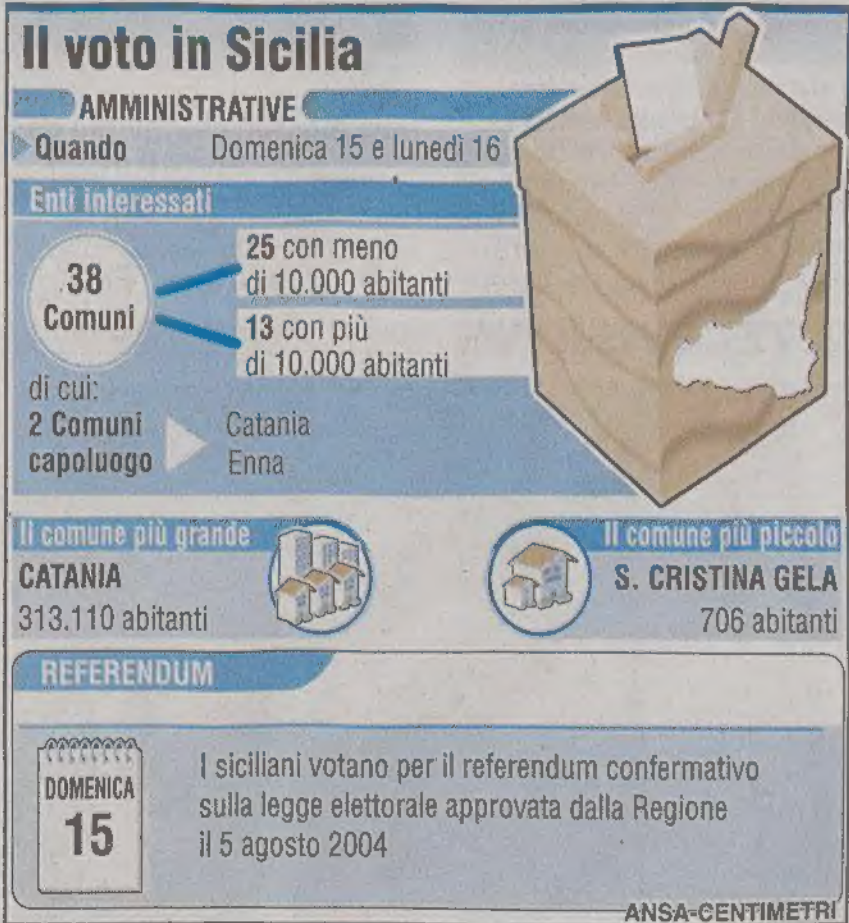 Il voto in Sicilia
AMMINISTRATIVE
Quando Domenica 15 e lunedì 16
Enti interessati
38
Comuni
25 con meno
di 10.000 abitanti
13 con più
di 10.000 abitanti
di cui:
2 Comuni
capoluogo
Catania
Enna
Il comune più grande
CATANIA
313.110 abitanti
Il comune più piccolo
S. CRISTINA GELA
706 abitanti
REFERENDUM
DOMENICA
15
I siciliani votano per il referendum confermativo
sulla legge elettorale approvata dalla Regione
il 5 agosto 2004
ANSA-CENTIMETRI